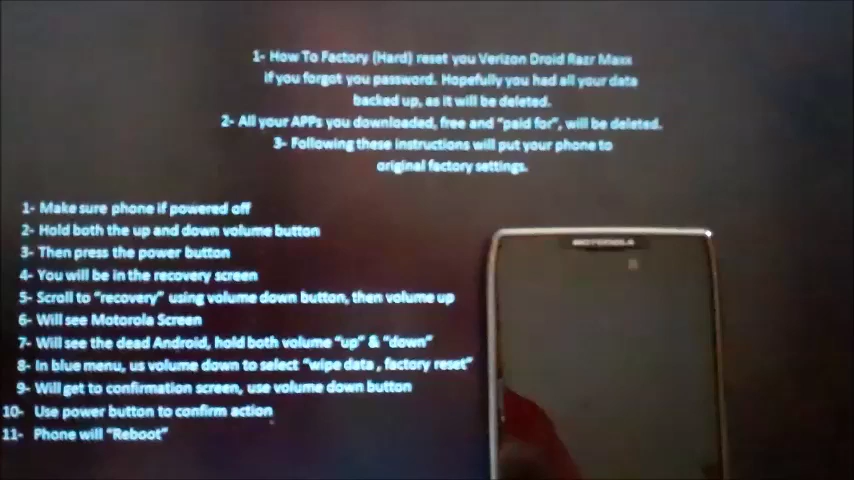 1- How To Factory (Hard) reset you Verizon Droid Razr Maxx
if you forgot you password. Hopefully you had all your data
backed up, as it will be deleted.
2- All your APPs you downloaded, free and "paid for", will be deleted.
3- Following these instructions will put your phone to
original factory settings.
1- Make sure phone if powered off
2- Hold both the up and down volume button
3- Then press the power button
4- You will be in the recovery screen
5- Scroll to "recovery" using volume down button, then volume up
6- Will see Motorola Screen
7- Will see the dead Android, hold both volume "up" & "down"
8- In blue menu, us volume down to select "wipe data , factory reset"
9- Will get to confirmation screen, use volume down button
10- Use power button to confirm action
11- Phone will "Reboot"
MOTOROLA